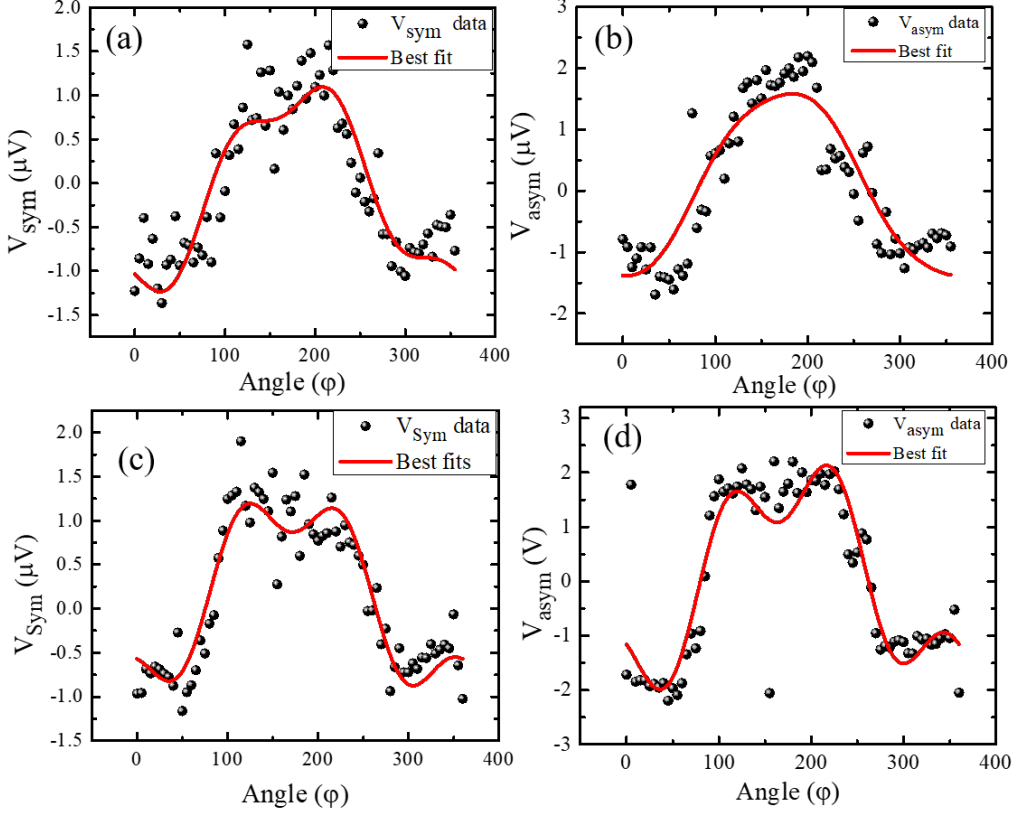 (a)
V_sym data
Best fit
2.0
1.5
1.0
0.5
0.0
-0.5
-1.0
-1.5
V_sym (μV)
0 100 200 300 400
Angle (φ)
(b)
V_asym data
Best fit
3
2
1
0
-1
-2
V_asym (μV)
0 100 200 300 400
Angle (φ)
(c)
V_Sym data
Best fits
2.0
1.5
1.0
0.5
0.0
-0.5
-1.0
-1.5
V_Sym (μV)
0 100 200 300 400
Angle (φ)
(d)
V_asym data
Best fit
3
2
1
0
-1
-2
-3
V_asym (V)
0 100 200 300 400
Angle (φ)